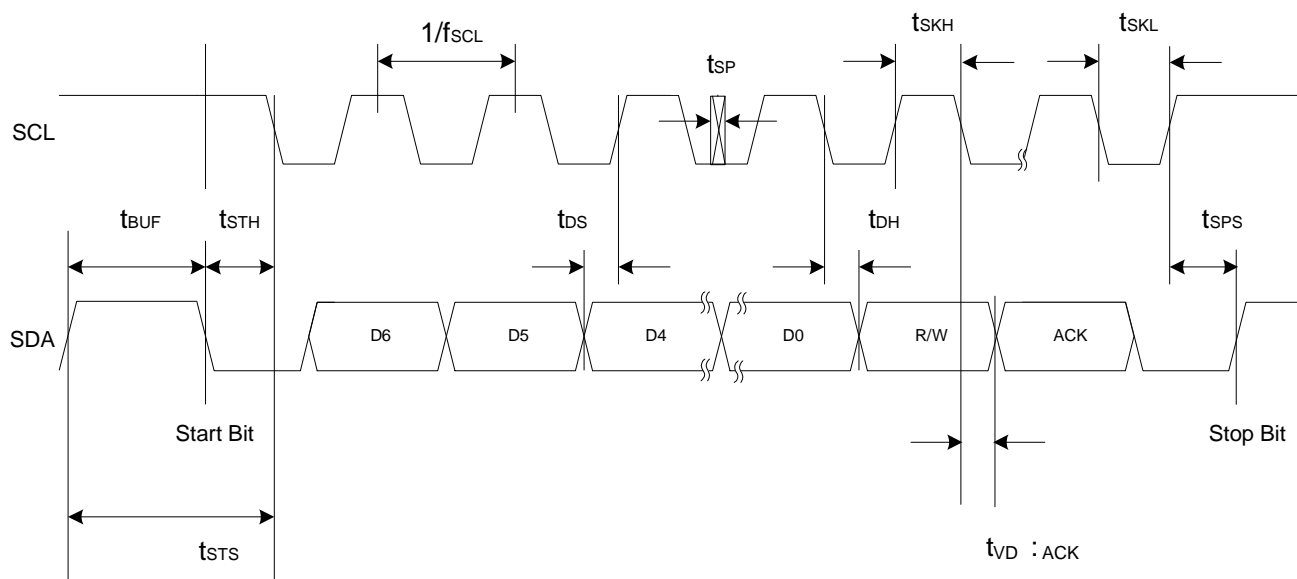 1/fSCL
tSKH
tSKL
tSP
SCL
tBUF
tSTH
tDS
tDH
tSPS
SDA
D6
D5
D4
D0
R/W
ACK
Start Bit
Stop Bit
tSTS
tVD : ACK